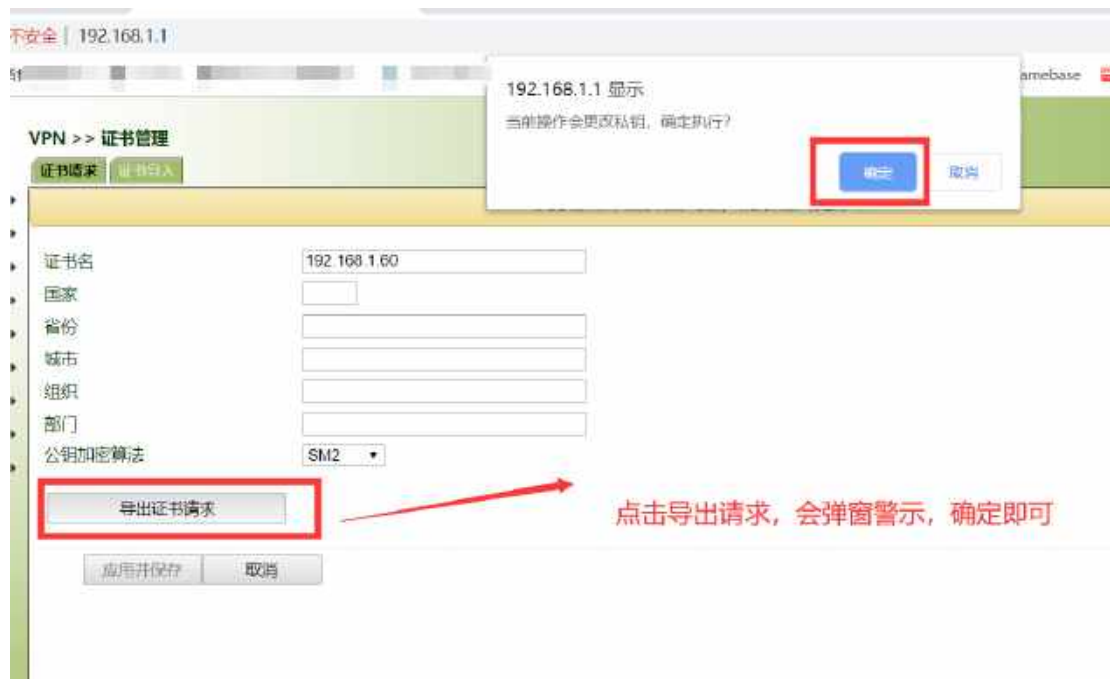 不安全 | 192.168.1.1
amebase
192.168.1.1 显示
当前操作会更改私钥，确定执行？
确定 取消
VPN >> 证书管理
证书请求 证书导入
证书名 192.168.1.60
国家
省份
城市
组织
部门
公钥加密算法 SM2
导出证书请求
点击导出请求，会弹窗警示，确定即可
应用并保存 取消